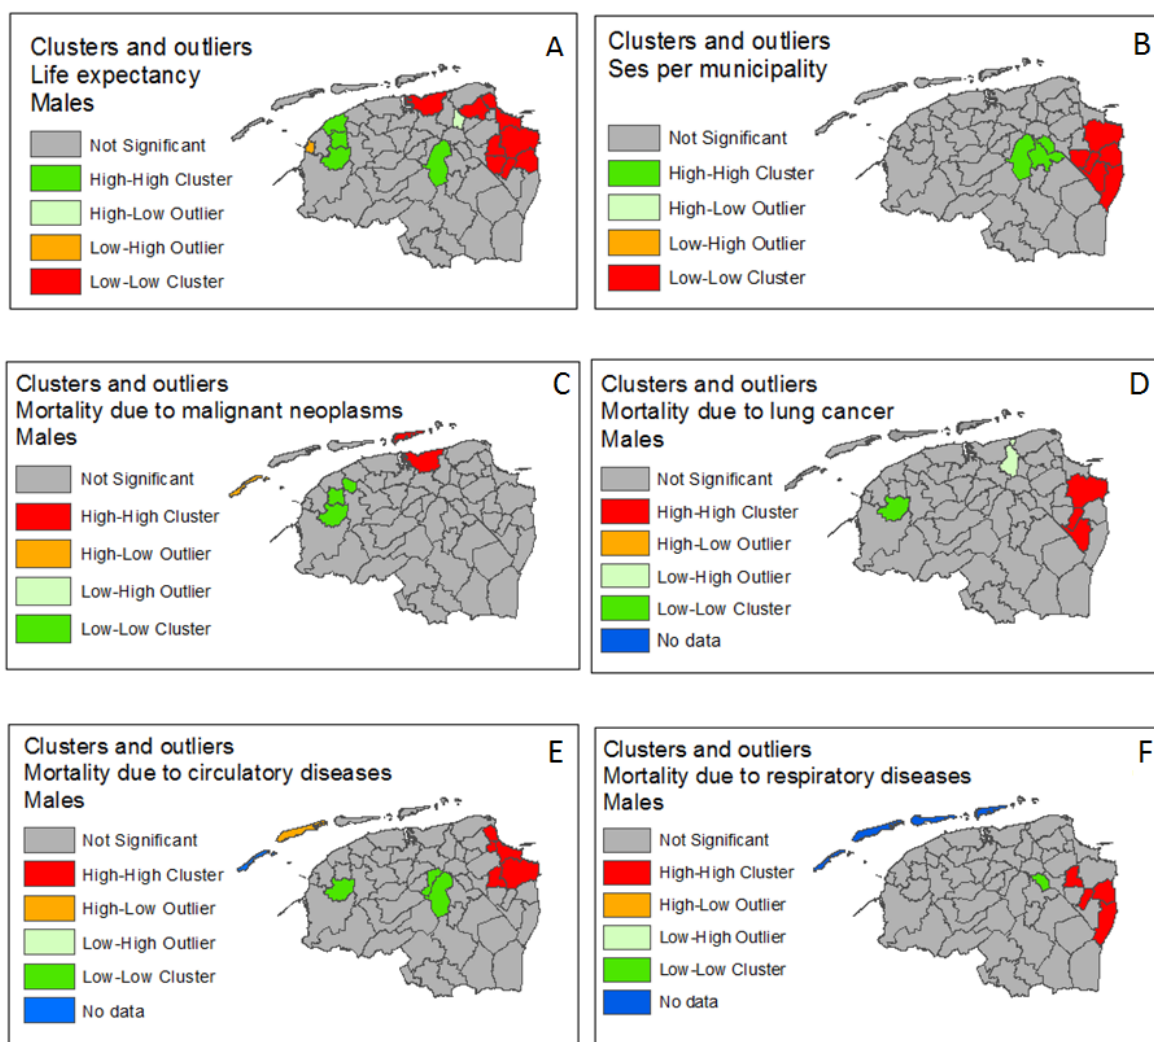 Clusters and outliers
Life expectancy
Males
A
Not Significant
High-High Cluster
High-Low Outlier
Low-High Outlier
Low-Low Cluster
Clusters and outliers
Ses per municipality
B
Not Significant
High-High Cluster
High-Low Outlier
Low-High Outlier
Low-Low Cluster
Clusters and outliers
Mortality due to malignant neoplasms
Males
C
Not Significant
High-High Cluster
High-Low Outlier
Low-High Outlier
Low-Low Cluster
Clusters and outliers
Mortality due to lung cancer
Males
D
Not Significant
High-High Cluster
High-Low Outlier
Low-High Outlier
Low-Low Cluster
No data
Clusters and outliers
Mortality due to circulatory diseases
Males
E
Not Significant
High-High Cluster
High-Low Outlier
Low-High Outlier
Low-Low Cluster
No data
Clusters and outliers
Mortality due to respiratory diseases
Males
F
Not Significant
High-High Cluster
High-Low Outlier
Low-High Outlier
Low-Low Cluster
No data